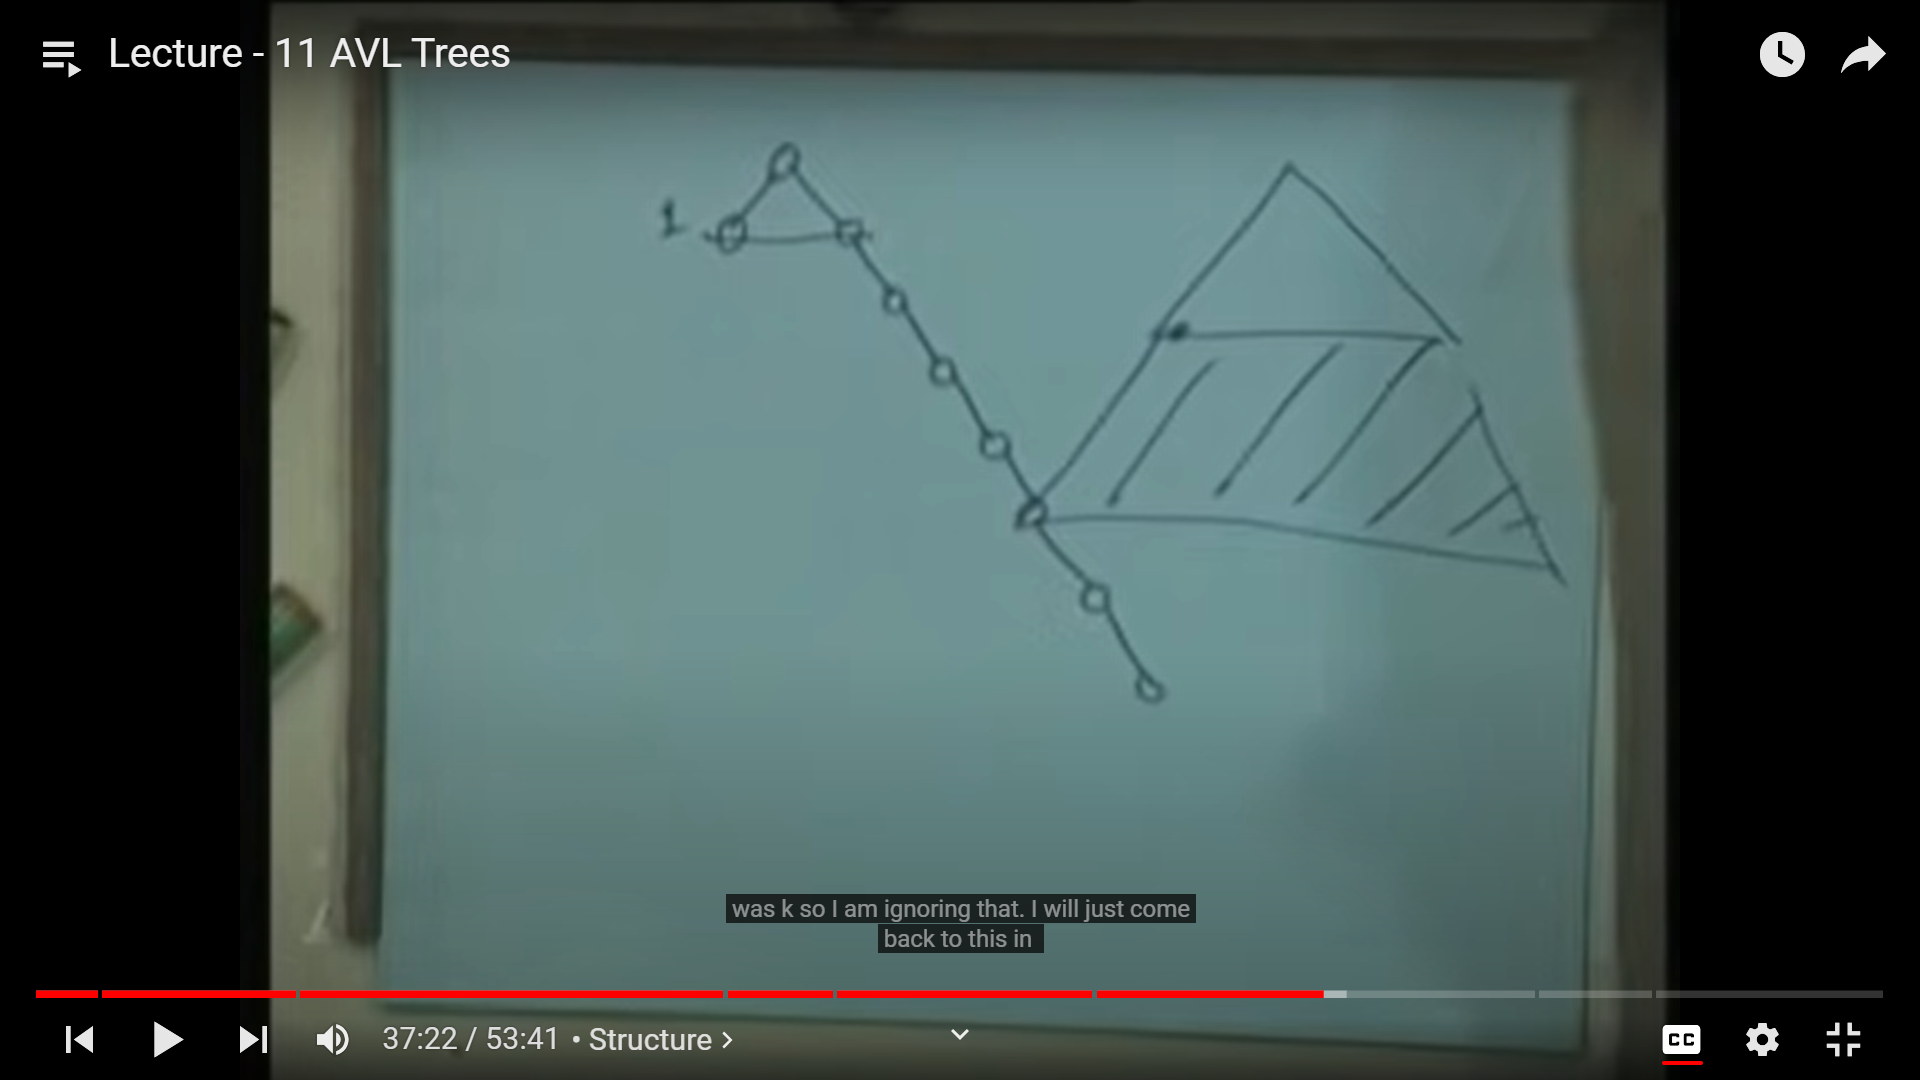 Lecture - 11 AVL Trees
1
was k so I am ignoring that. I will just come
back to this in
37:22 / 53:41 • Structure >
CC